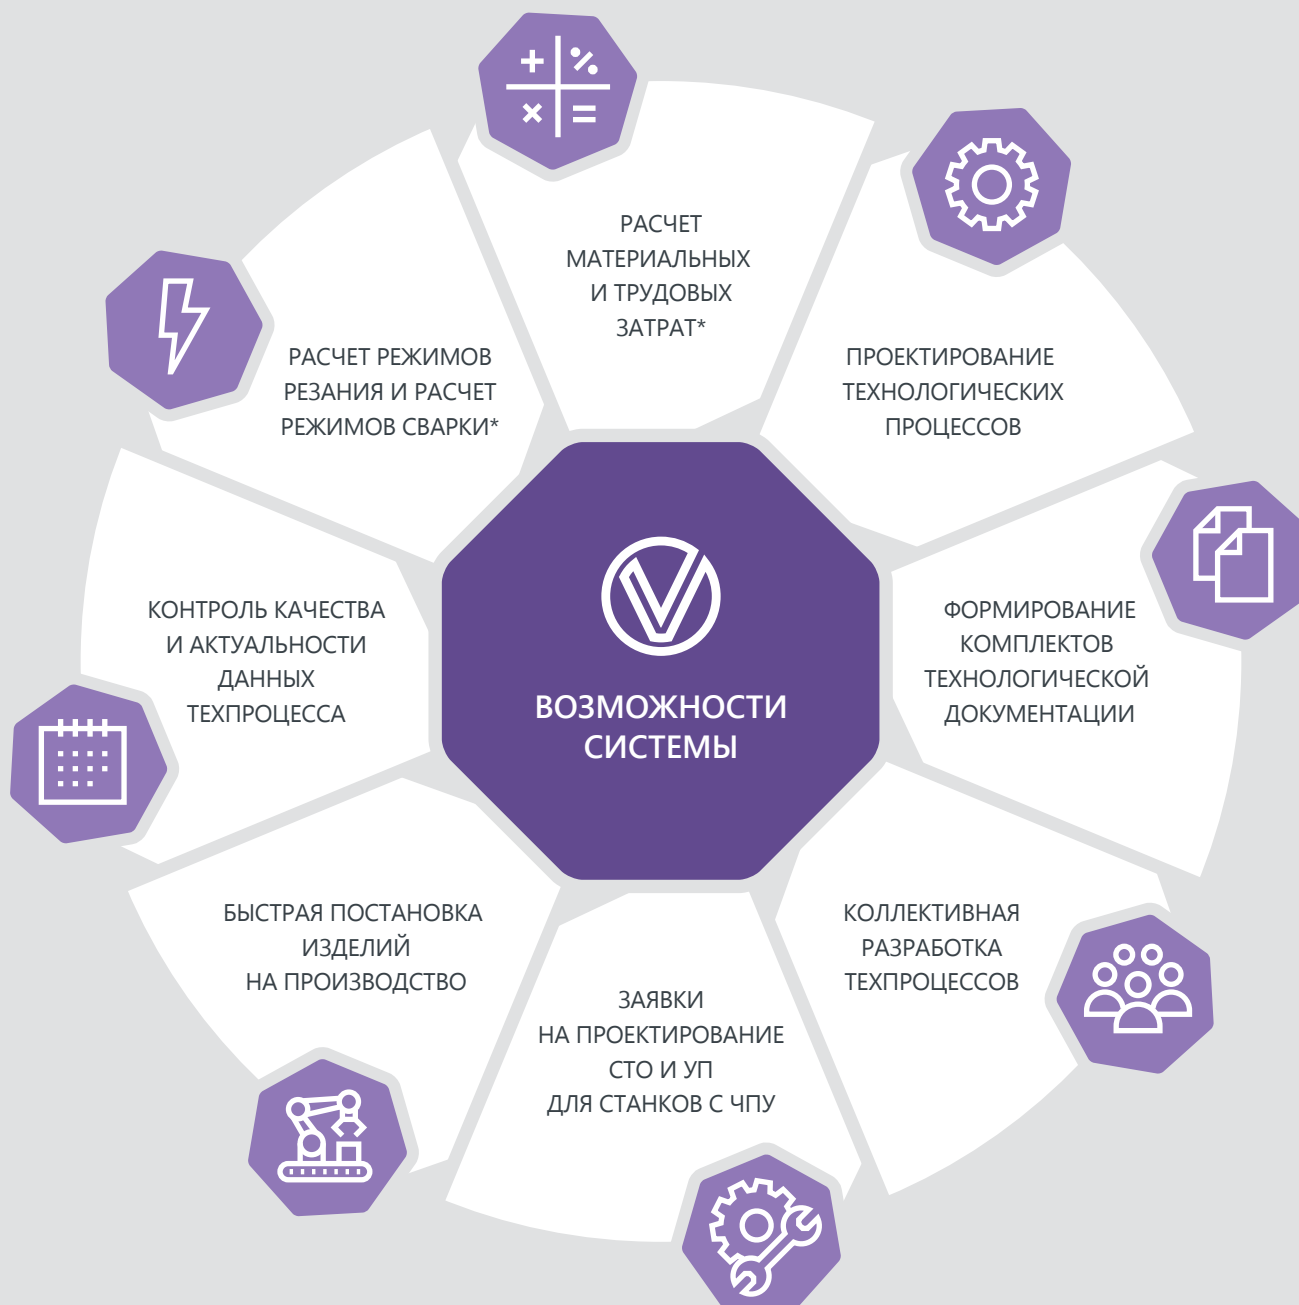 РАСЧЕТ
МАТЕРИАЛЬНЫХ
И ТРУДОВЫХ
ЗАТРАТ*
ПРОЕКТИРОВАНИЕ
ТЕХНОЛОГИЧЕСКИХ
ПРОЦЕССОВ
ФОРМИРОВАНИЕ
КОМПЛЕКТОВ
ТЕХНОЛОГИЧЕСКОЙ
ДОКУМЕНТАЦИИ
КОЛЛЕКТИВНАЯ
РАЗРАБОТКА
ТЕХПРОЦЕССОВ
ЗАЯВКИ
НА ПРОЕКТИРОВАНИЕ
СТО И УП
ДЛЯ СТАНКОВ С ЧПУ
БЫСТРАЯ ПОСТАНОВКА
ИЗДЕЛИЙ
НА ПРОИЗВОДСТВО
КОНТРОЛЬ КАЧЕСТВА
И АКТУАЛЬНОСТИ
ДАННЫХ
ТЕХПРОЦЕССА
РАСЧЕТ РЕЖИМОВ
РЕЗАНИЯ И РАСЧЕТ
РЕЖИМОВ СВАРКИ*
ВОЗМОЖНОСТИ
СИСТЕМЫ